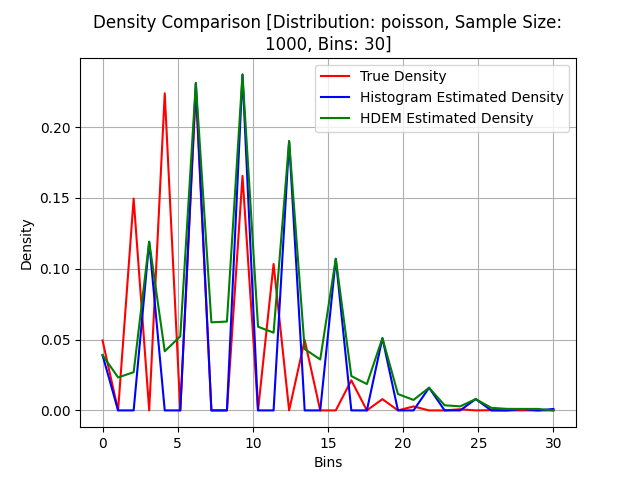 Density Comparison [Distribution: poisson, Sample Size:
1000, Bins: 30]
True Density
Histogram Estimated Density
HDEM Estimated Density
Density
0.20
0.15
0.10
0.05
0.00
0 5 10 15 20 25 30
Bins